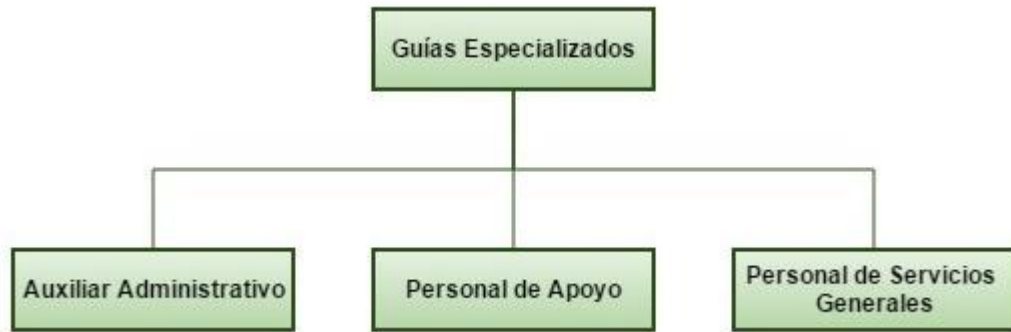 Guías Especializados
Auxiliar Administrativo
Personal de Apoyo
Personal de Servicios
Generales